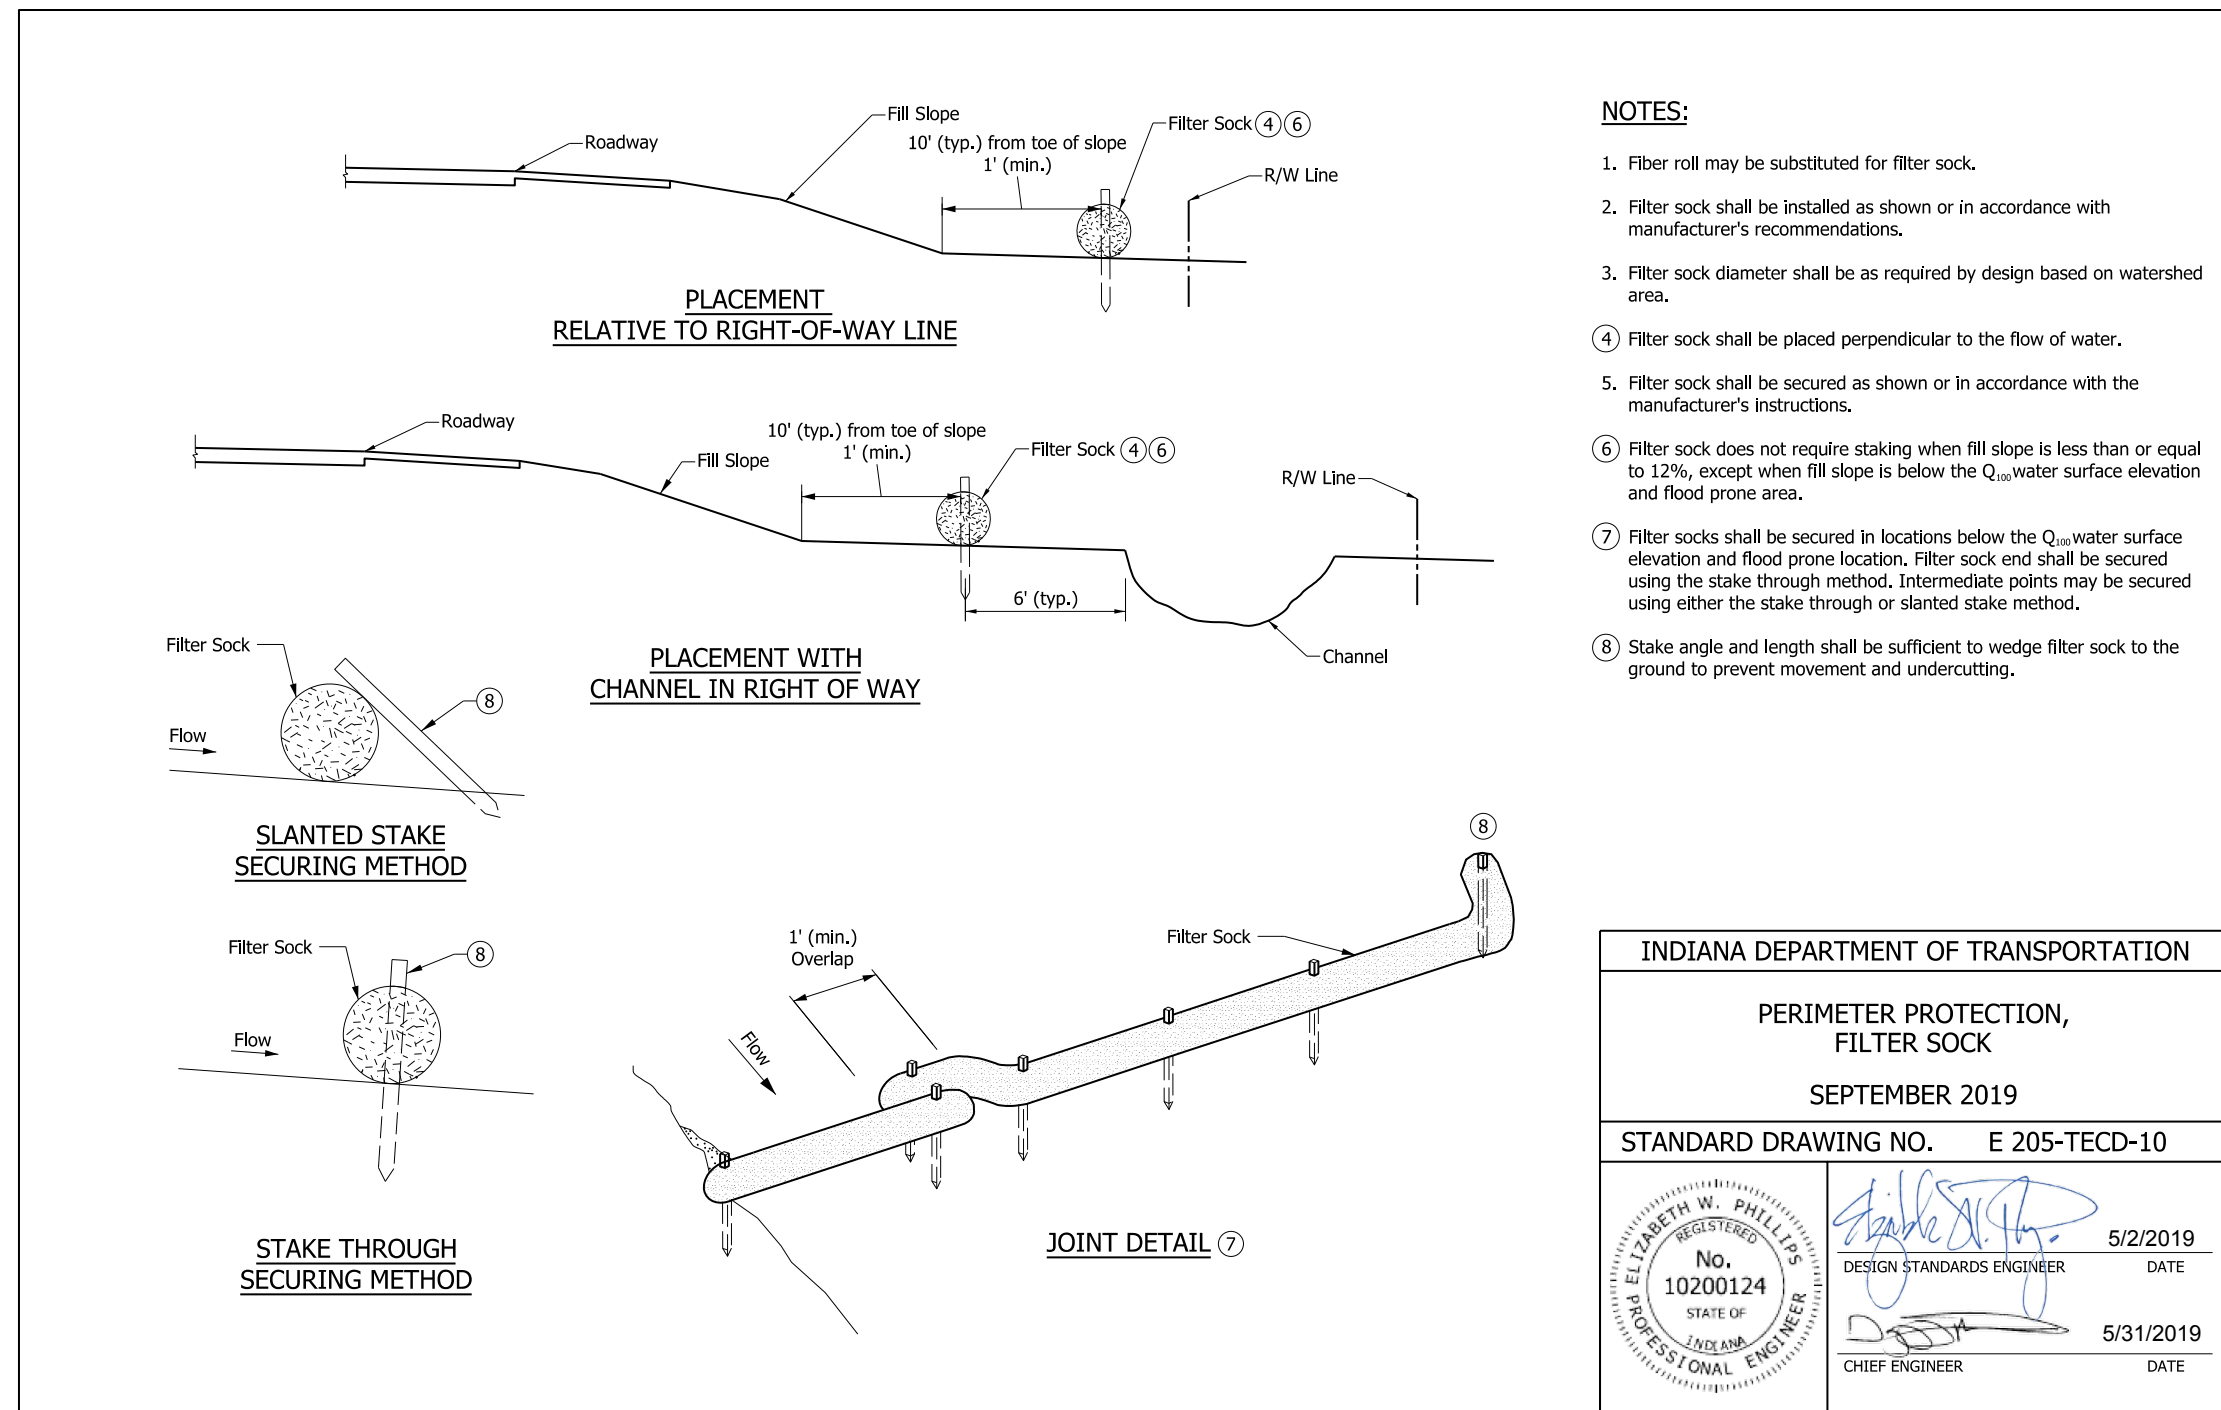 Roadway
Fill Slope
10' (typ.) from toe of slope
1' (min.)
Filter Sock ④⑥
R/W Line
PLACEMENT
RELATIVE TO RIGHT-OF-WAY LINE
Roadway
Fill Slope
10' (typ.) from toe of slope
1' (min.)
Filter Sock ④⑥
R/W Line
6' (typ.)
Channel
PLACEMENT WITH
CHANNEL IN RIGHT OF WAY
Filter Sock
⑧
Flow
SLANTED STAKE
SECURING METHOD
Filter Sock
⑧
Flow
STAKE THROUGH
SECURING METHOD
1' (min.)
Overlap
Flow
Filter Sock
⑧
JOINT DETAIL ⑦
NOTES:
1. Fiber roll may be substituted for filter sock.
2. Filter sock shall be installed as shown or in accordance with
manufacturer's recommendations.
3. Filter sock diameter shall be as required by design based on watershed
area.
④ Filter sock shall be placed perpendicular to the flow of water.
5. Filter sock shall be secured as shown or in accordance with the
manufacturer's instructions.
⑥ Filter sock does not require staking when fill slope is less than or equal
to 12%, except when fill slope is below the Q₁₀₀ water surface elevation
and flood prone area.
⑦ Filter socks shall be secured in locations below the Q₁₀₀ water surface
elevation and flood prone location. Filter sock end shall be secured
using the stake through method. Intermediate points may be secured
using either the stake through or slanted stake method.
⑧ Stake angle and length shall be sufficient to wedge filter sock to the
ground to prevent movement and undercutting.
INDIANA DEPARTMENT OF TRANSPORTATION
PERIMETER PROTECTION,
FILTER SOCK
SEPTEMBER 2019
STANDARD DRAWING NO. E 205-TECD-10
ELIZABETH W. PHILLIPS
REGISTERED
No.
10200124
STATE OF
INDIANA
PROFESSIONAL ENGINEER
5/2/2019
DESIGN STANDARDS ENGINEER DATE
5/31/2019
CHIEF ENGINEER DATE